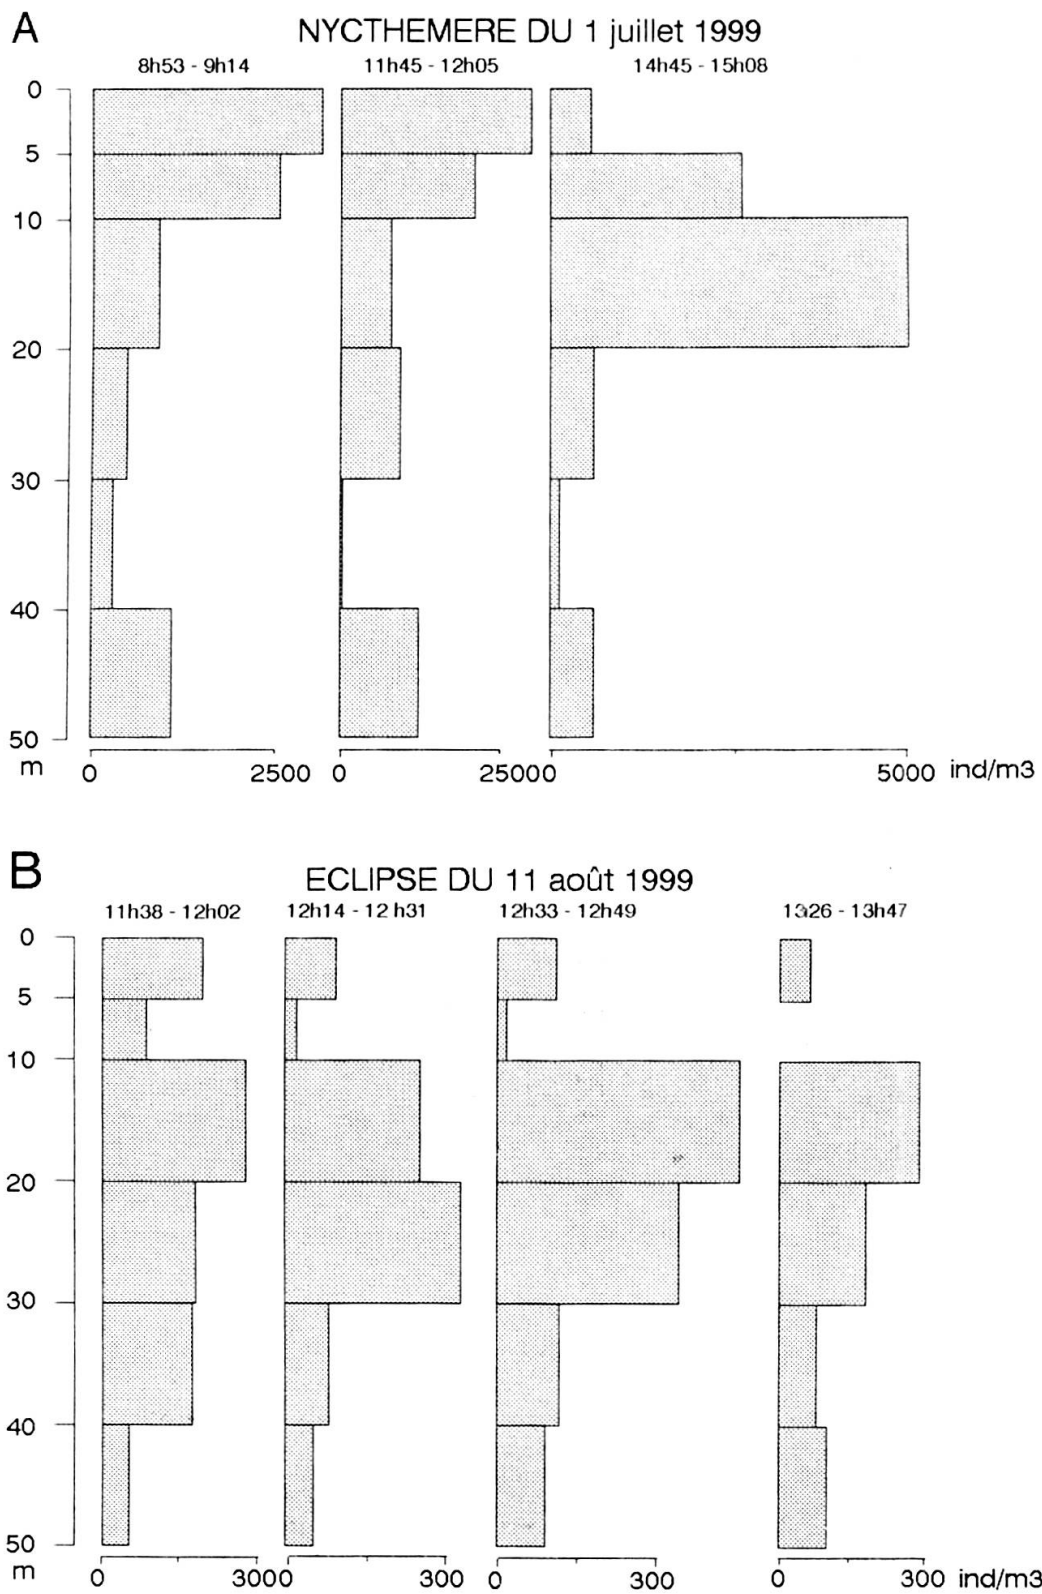 A
NYCTHEMERE DU 1 juillet 1999
8h53 - 9h14 11h45 - 12h05 14h45 - 15h08
0
5
10
20
30
40
50
m
0 2500 0 25000 5000 ind/m3
B
ECLIPSE DU 11 août 1999
11h38 - 12h02 12h14 - 12 h31 12h33 - 12h49 - 13h47
0
5
10
20
30
40
50
m
0 3000 300 0 300 0 300 ind/m3